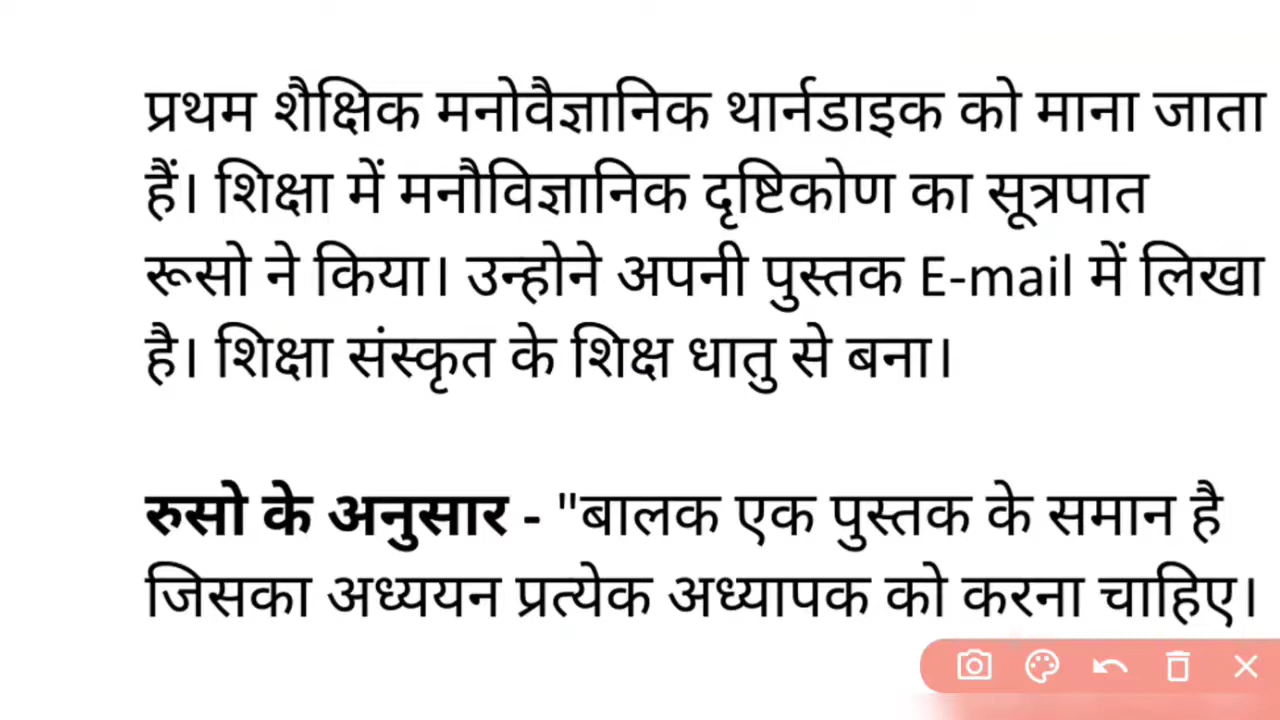 प्रथम शैक्षिक मनोवैज्ञानिक थार्नडाइक को माना जाता
हैं। शिक्षा में मनौविज्ञानिक दृष्टिकोण का सूत्रपात
रूसो ने किया। उन्होने अपनी पुस्तक E-mail में लिखा
है। शिक्षा संस्कृत के शिक्ष धातु से बना।
रुसो के अनुसार - "बालक एक पुस्तक के समान है
जिसका अध्ययन प्रत्येक अध्यापक को करना चाहिए।